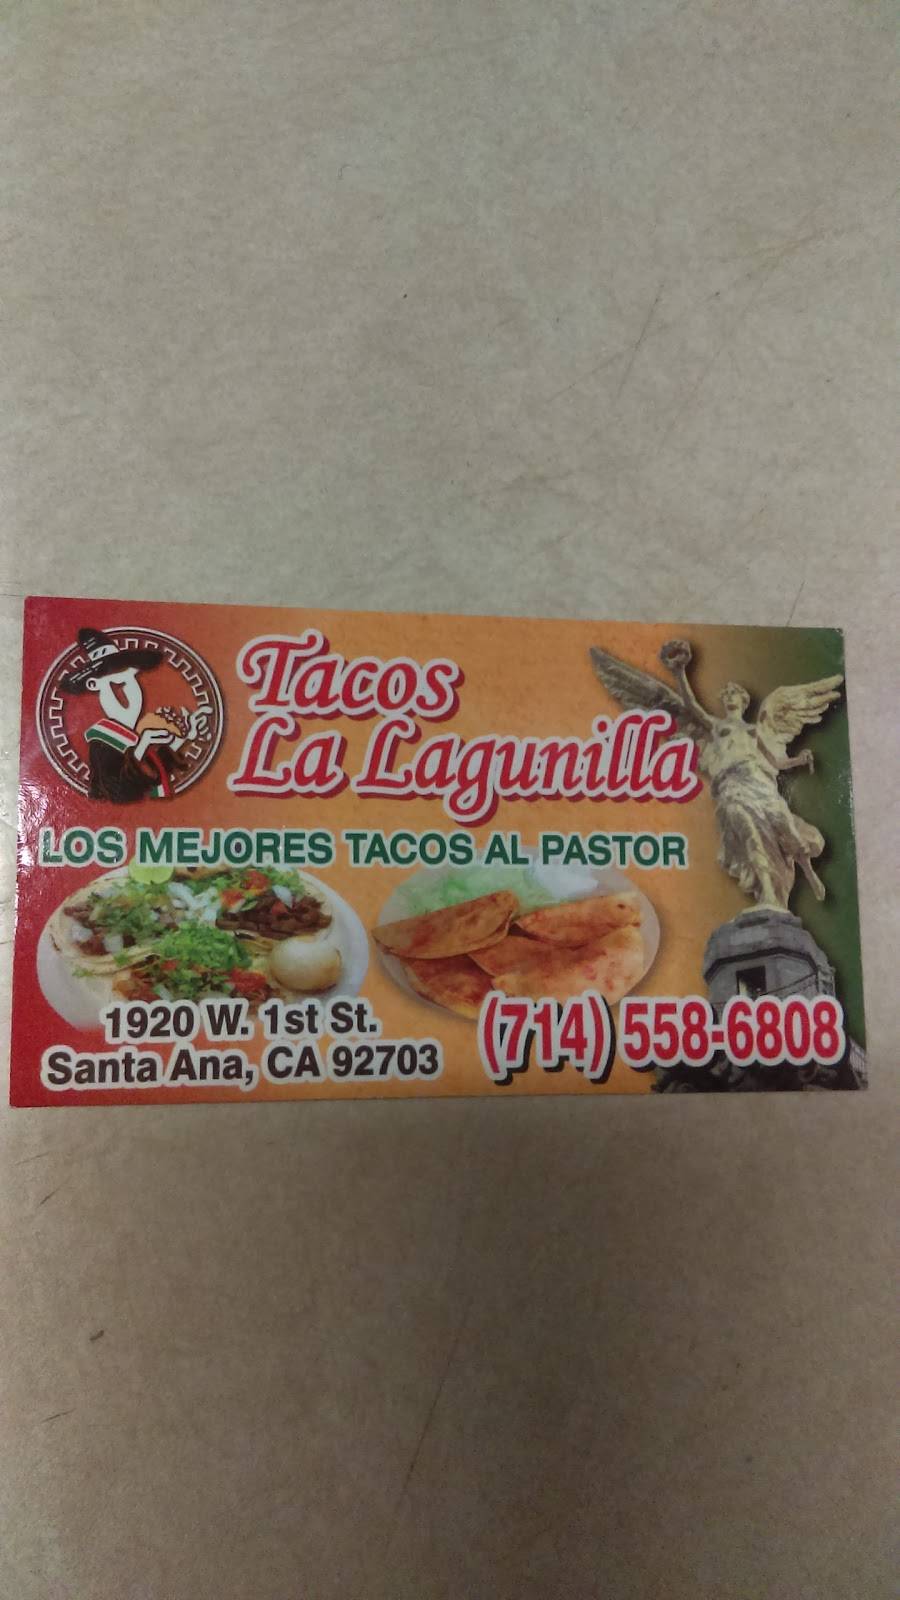 Tacos
La Lagunilla
LOS MEJORES TACOS AL PASTOR
1920 W. 1st St.
Santa Ana, CA 92703
(714) 558-6808